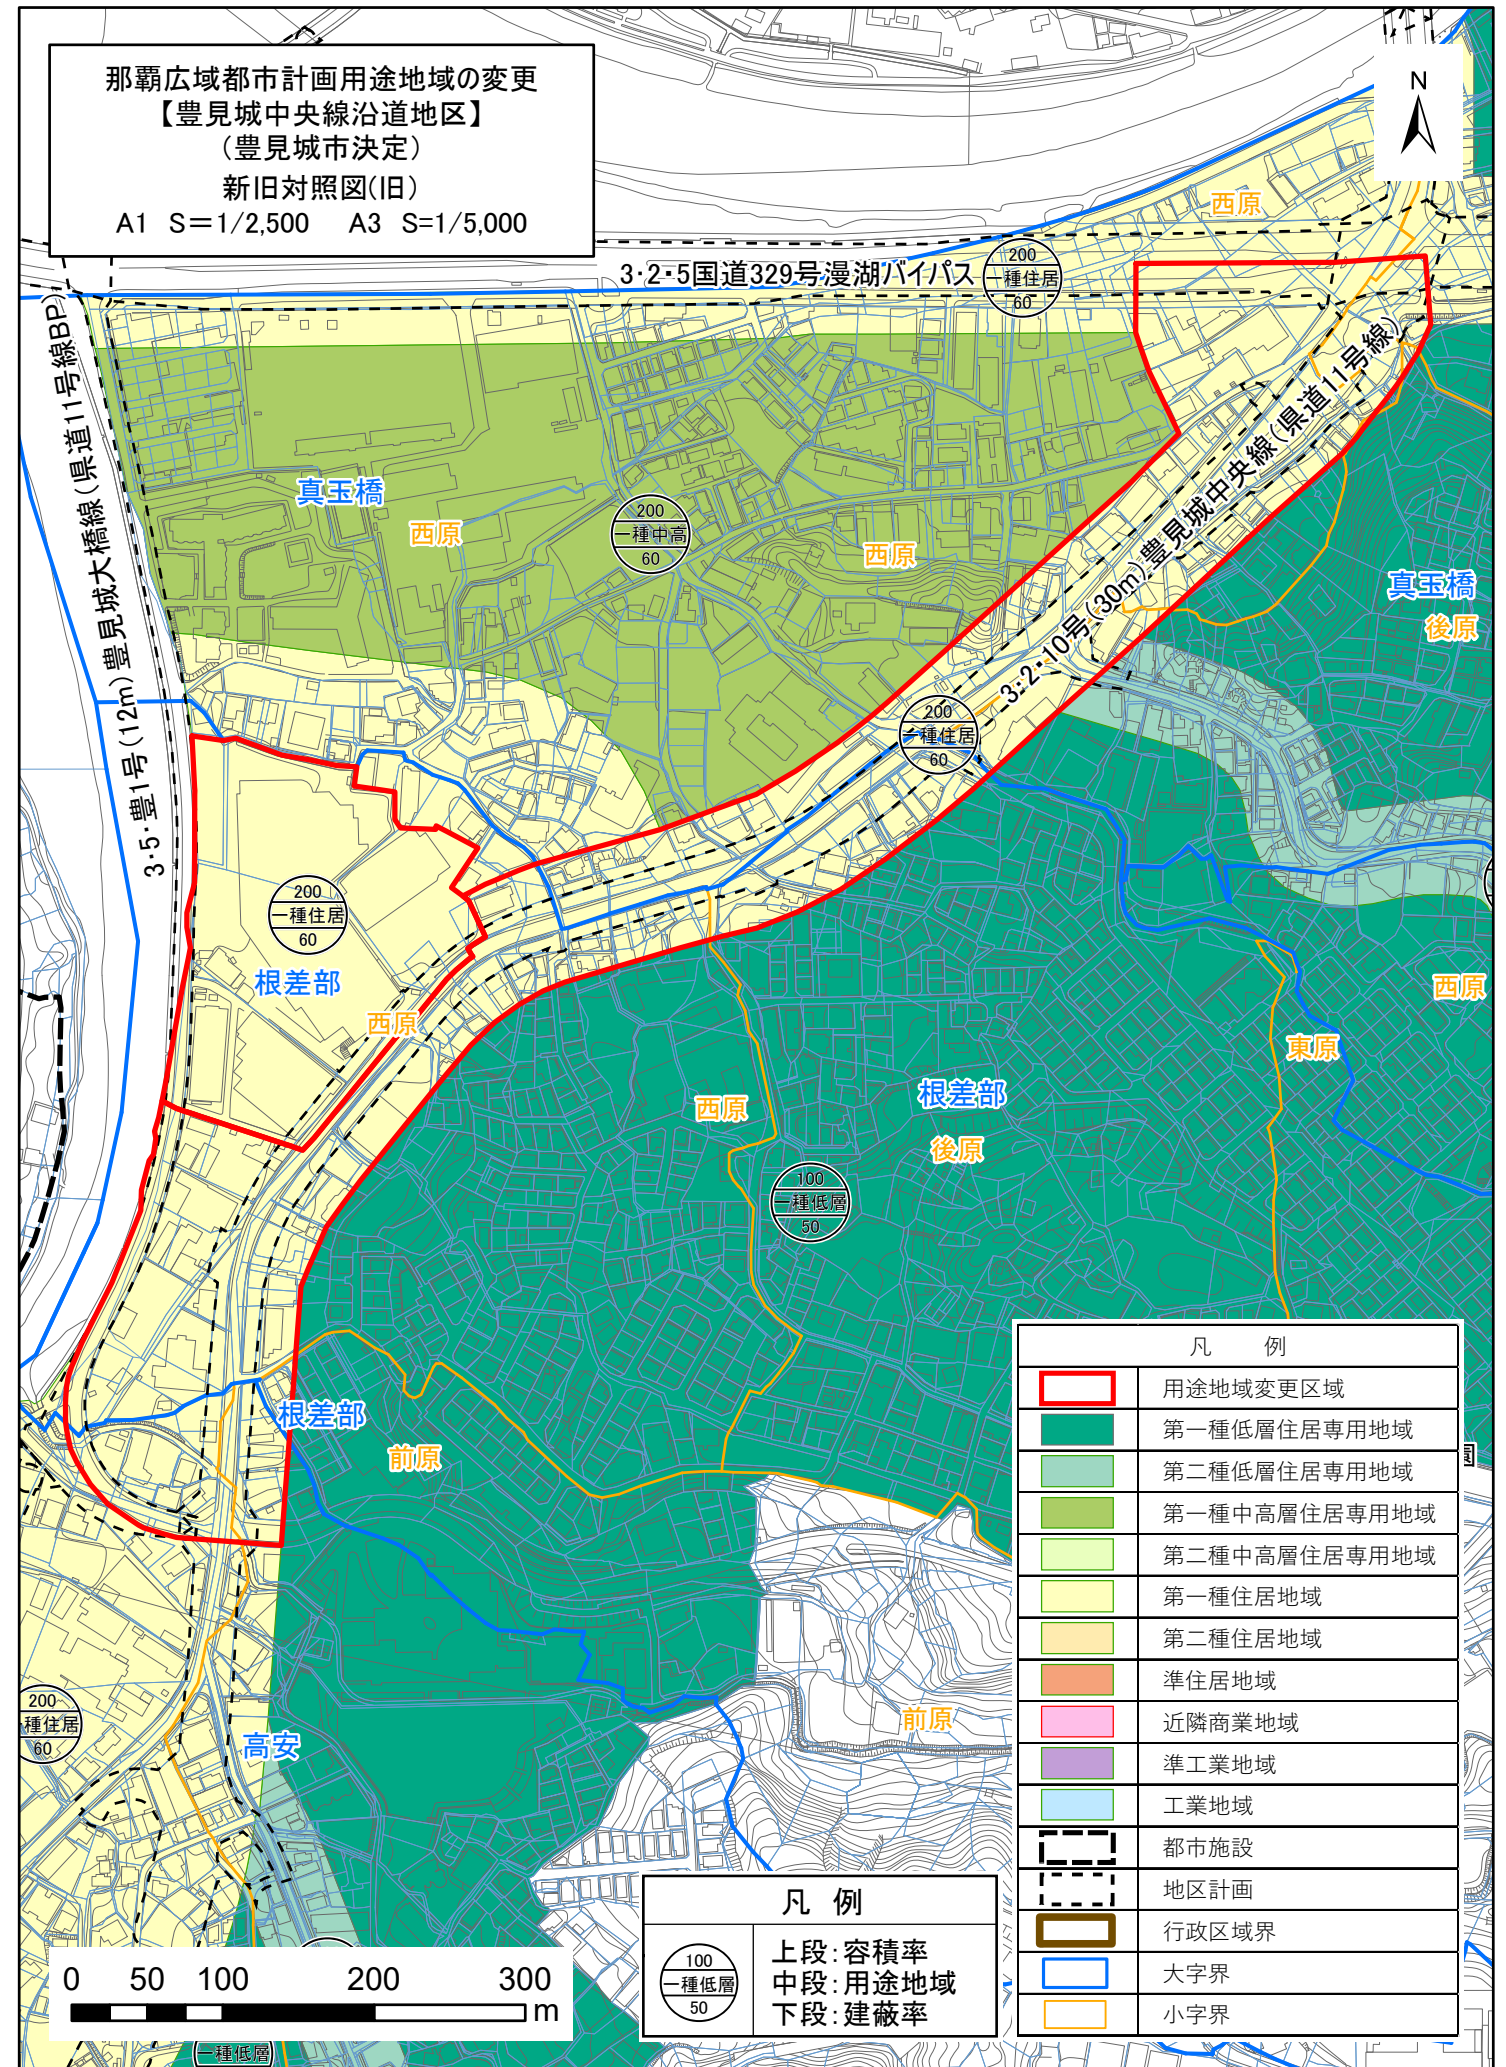 那覇広域都市計画用途地域の変更
【豊見城中央線沿道地区】
(豊見城市決定)
新旧対照図(旧)
A1 S=1/2,500 A3 S=1/5,000
N
西原
3・2・5国道329号漫湖バイパス
200
一種住居
60
3・5・豊1号(12m)豊見城大橋線(県道11号線BP)
3・2・10号(30m)豊見城中央線(県道11号線)
真玉橋
西原
200
一種中高
60
西原
真玉橋
後原
200
一種住居
60
200
一種住居
60
根差部
西原
西原
東原
根差部
西原
後原
100
一種低層
50
根差部
前原
200
種住居
60
高安
前原
一種低層
凡 例
用途地域変更区域
第一種低層住居専用地域
第二種低層住居専用地域
第一種中高層住居専用地域
第二種中高層住居専用地域
第一種住居地域
第二種住居地域
準住居地域
近隣商業地域
準工業地域
工業地域
都市施設
地区計画
行政区域界
大字界
小字界
凡 例
100
一種低層
50
上段:容積率
中段:用途地域
下段:建蔽率
0 50 100 200 300
m